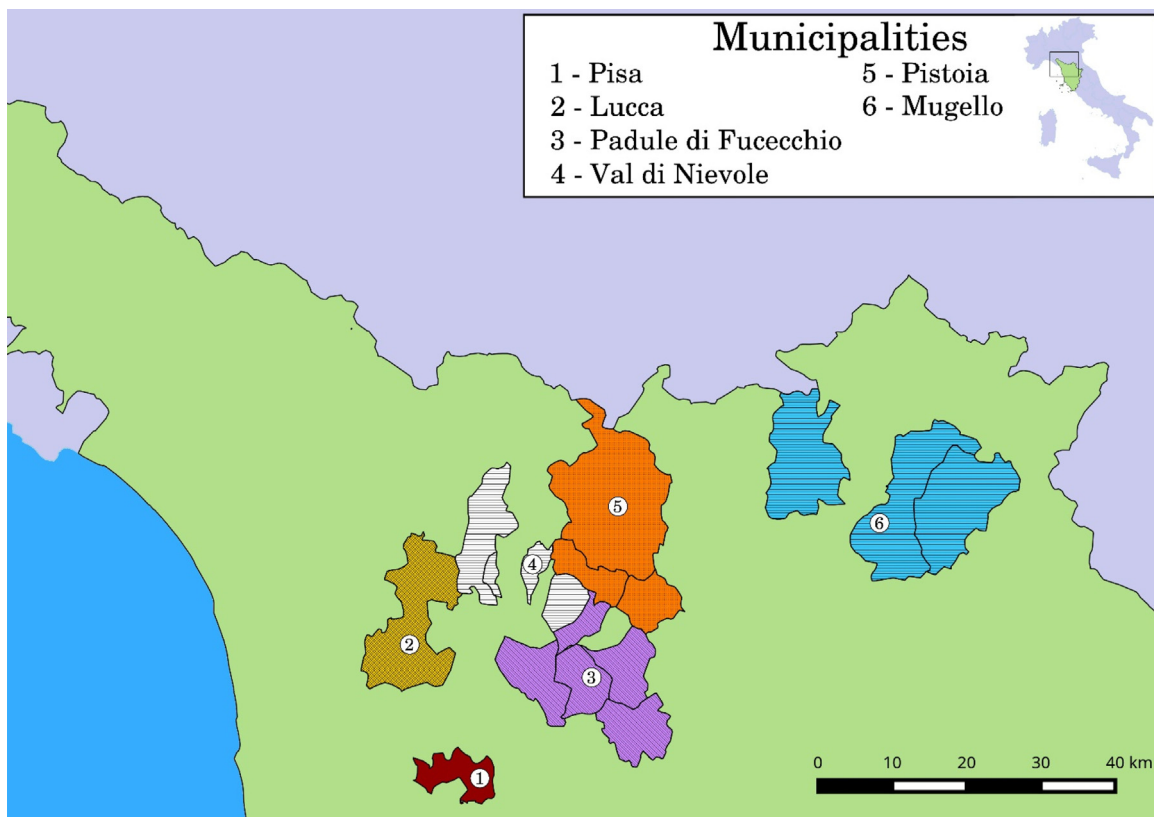 Municipalities
1 - Pisa
2 - Lucca
3 - Padule di Fucecchio
4 - Val di Nievole
5 - Pistoia
6 - Mugello
5
6
4
2
3
1
0 10 20 30 40 km